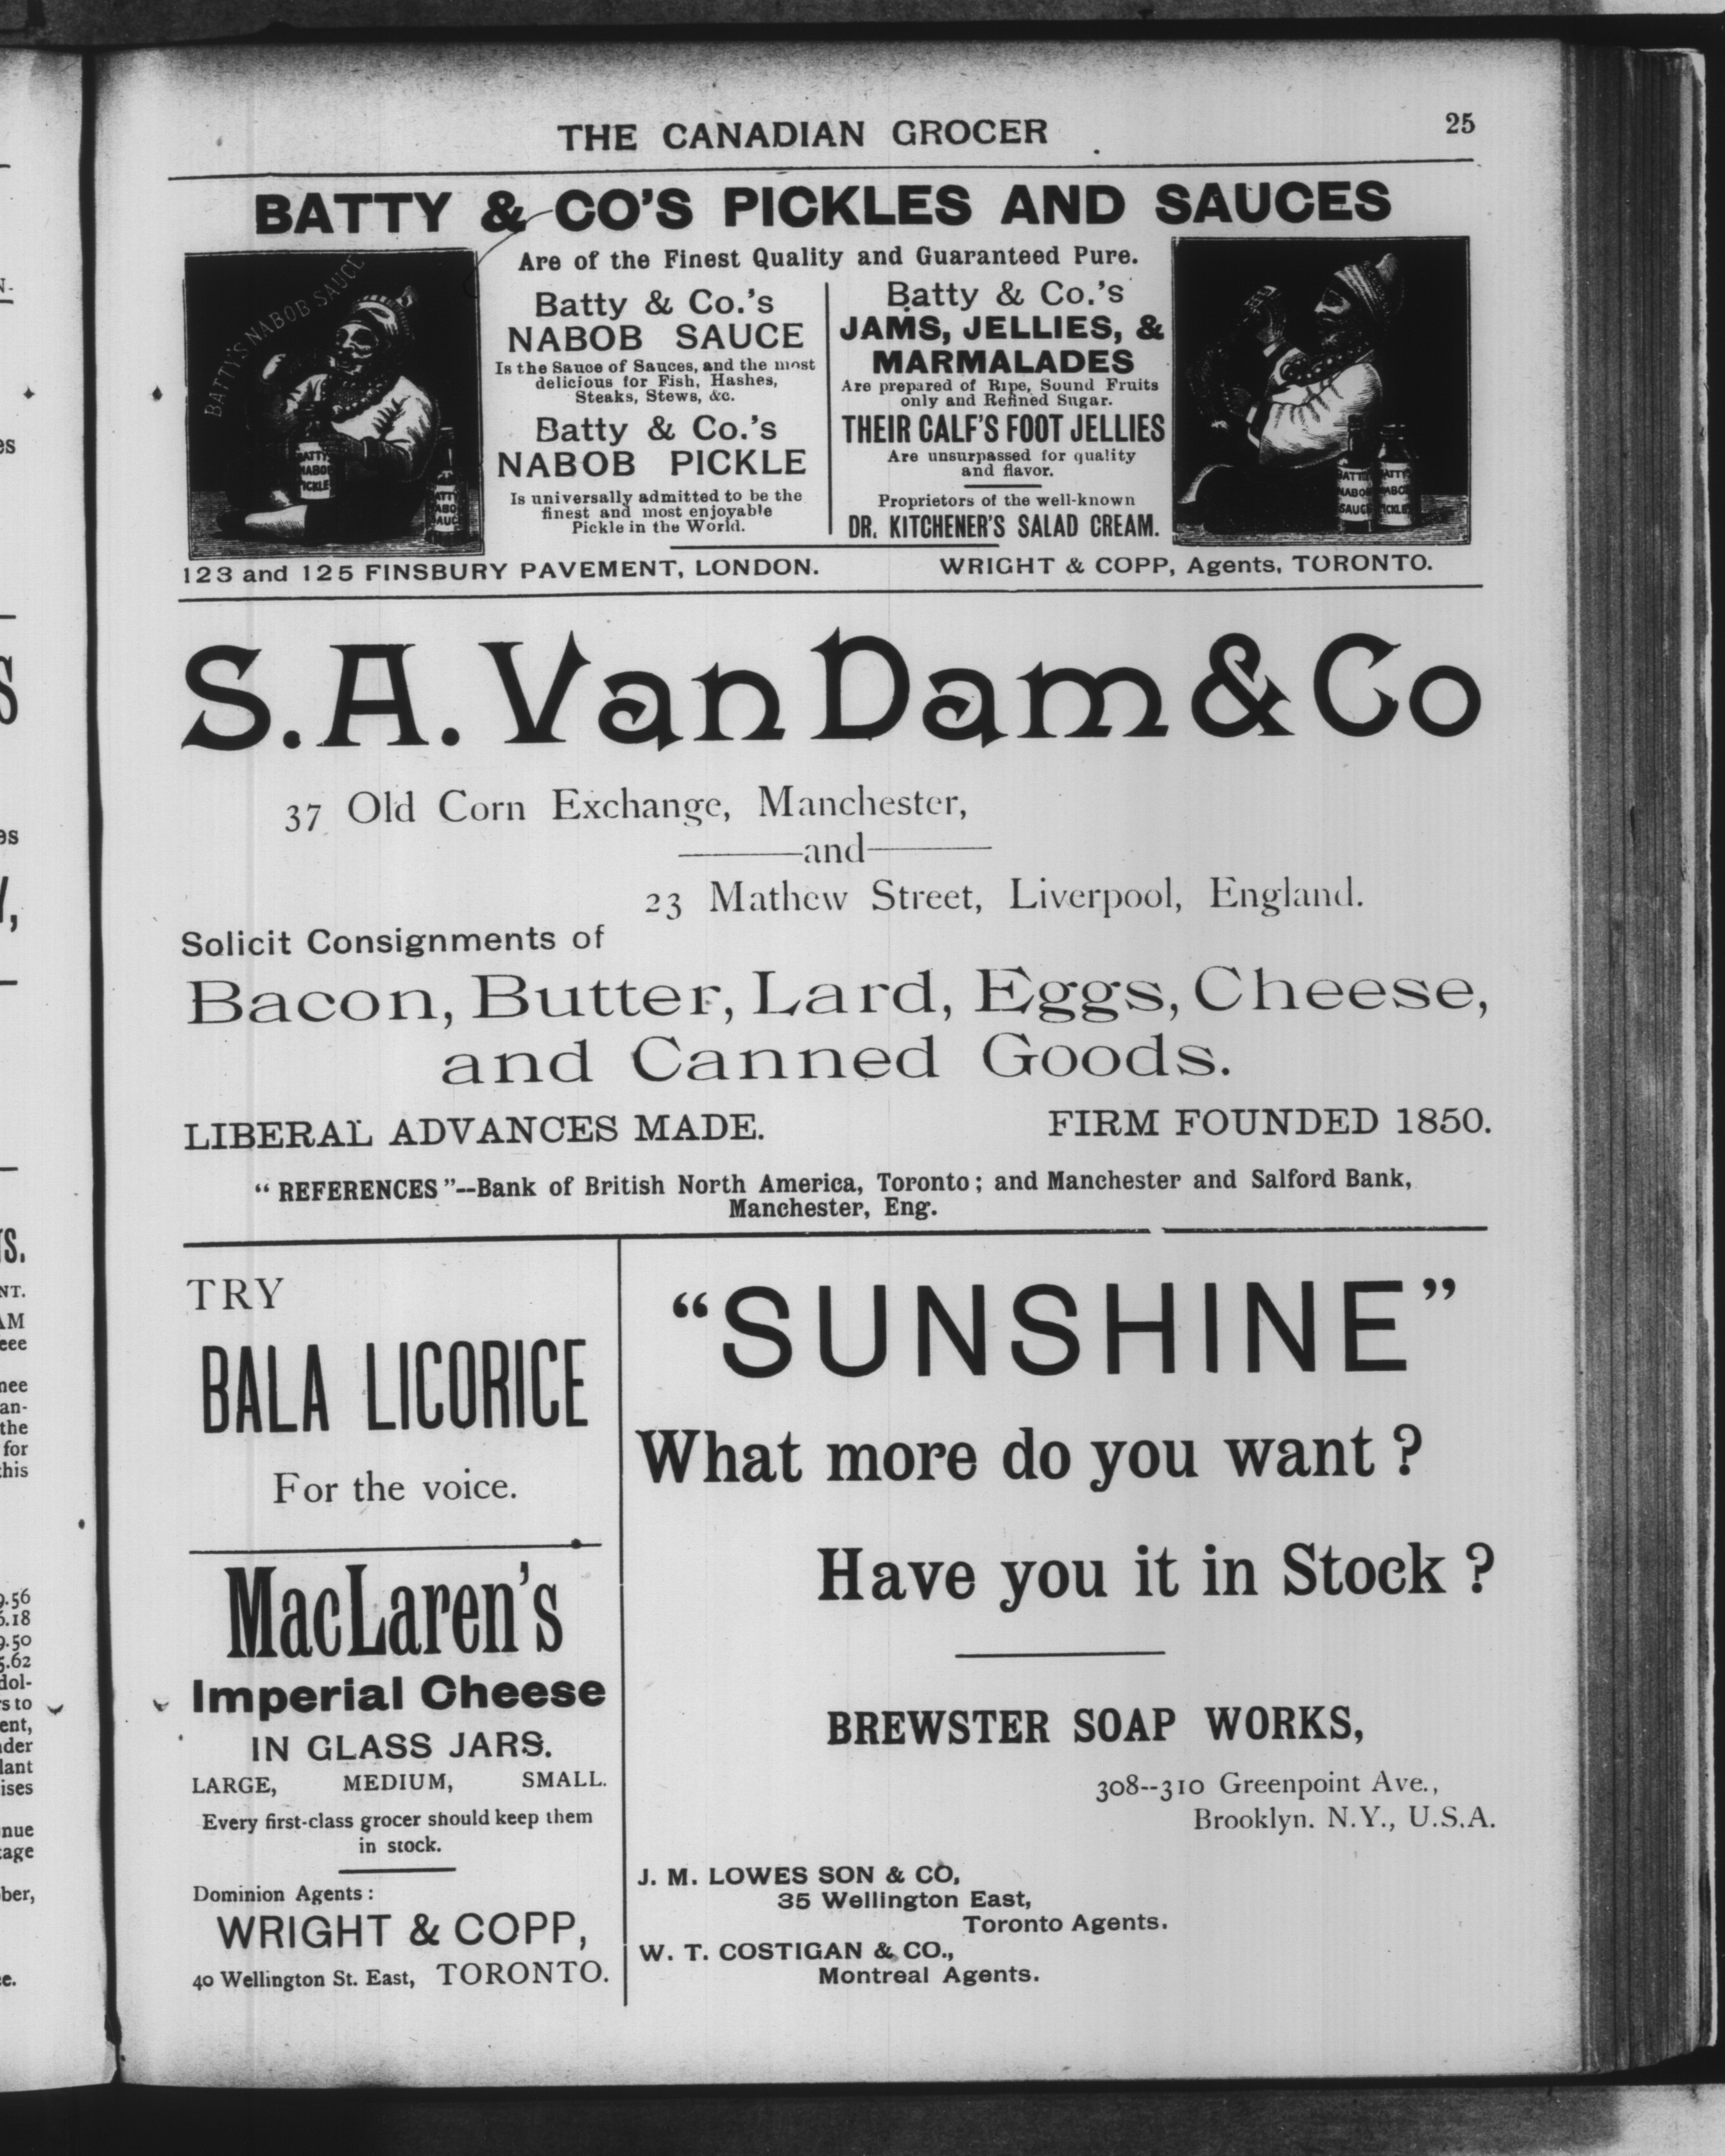 THE CANADIAN GROCER 25
BATTY & CO'S PICKLES AND SAUCES
Are of the Finest Quality and Guaranteed Pure.
BATTY'S NABOB SAUCE
BATTY
NABOB
PICKLE
Batty & Co.'s
NABOB SAUCE
Is the Sauce of Sauces, and the most
delicious for Fish, Hashes,
Steaks, Stews, &c.
Batty & Co.'s
NABOB PICKLE
Is universally admitted to be the
finest and most enjoyable
Pickle in the World.
Batty & Co.'s
JAMS, JELLIES, &
MARMALADES
Are prepared of Ripe, Sound Fruits
only and Refined Sugar.
THEIR CALF'S FOOT JELLIES
Are unsurpassed for quality
and flavor.
Proprietors of the well-known
DR. KITCHENER'S SALAD CREAM.
123 and 125 FINSBURY PAVEMENT, LONDON. WRIGHT & COPP, Agents, TORONTO.
S. A. Van Dam & Co
37 Old Corn Exchange, Manchester,
and
23 Mathew Street, Liverpool, England.
Solicit Consignments of
Bacon, Butter, Lard, Eggs, Cheese,
and Canned Goods.
LIBERAL ADVANCES MADE. FIRM FOUNDED 1850.
"REFERENCES"--Bank of British North America, Toronto; and Manchester and Salford Bank,
Manchester, Eng.
TRY
BALA LICORICE
For the voice.
MacLaren's
Imperial Cheese
IN GLASS JARS.
LARGE, MEDIUM, SMALL.
Every first-class grocer should keep them
in stock.
Dominion Agents:
WRIGHT & COPP,
40 Wellington St. East, TORONTO.
"SUNSHINE"
What more do you want?
Have you it in Stock?
BREWSTER SOAP WORKS,
308--310 Greenpoint Ave.,
Brooklyn. N.Y., U.S.A.
J. M. LOWES SON & CO,
35 Wellington East,
Toronto Agents.
W. T. COSTIGAN & CO.,
Montreal Agents.